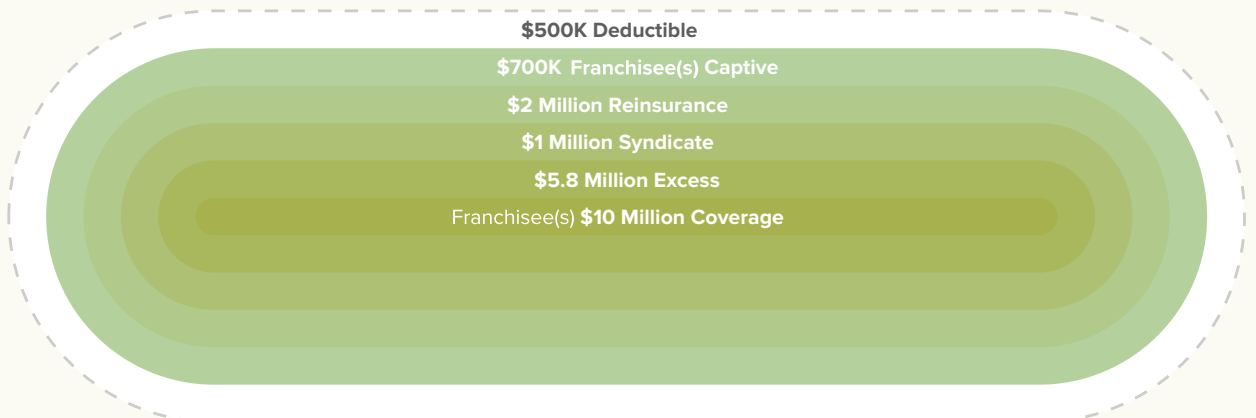 $500K Deductible
$700K Franchisee(s) Captive
$2 Million Reinsurance
$1 Million Syndicate
$5.8 Million Excess
Franchisee(s) $10 Million Coverage